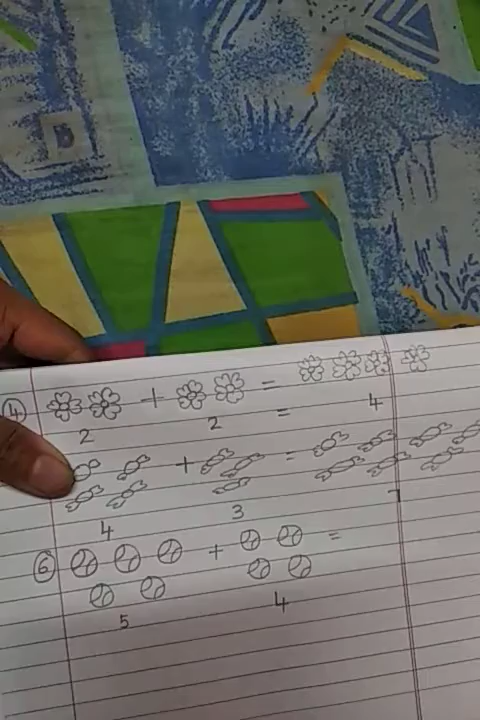 ④ + =
2 2 = 4
+ =
4 3 7
⑥ + =
5 4